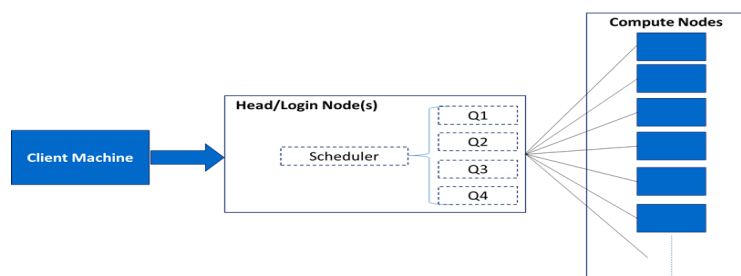 Compute Nodes
Head/Login Node(s)
Q1
Q2
Client Machine
Scheduler
Q3
Q4